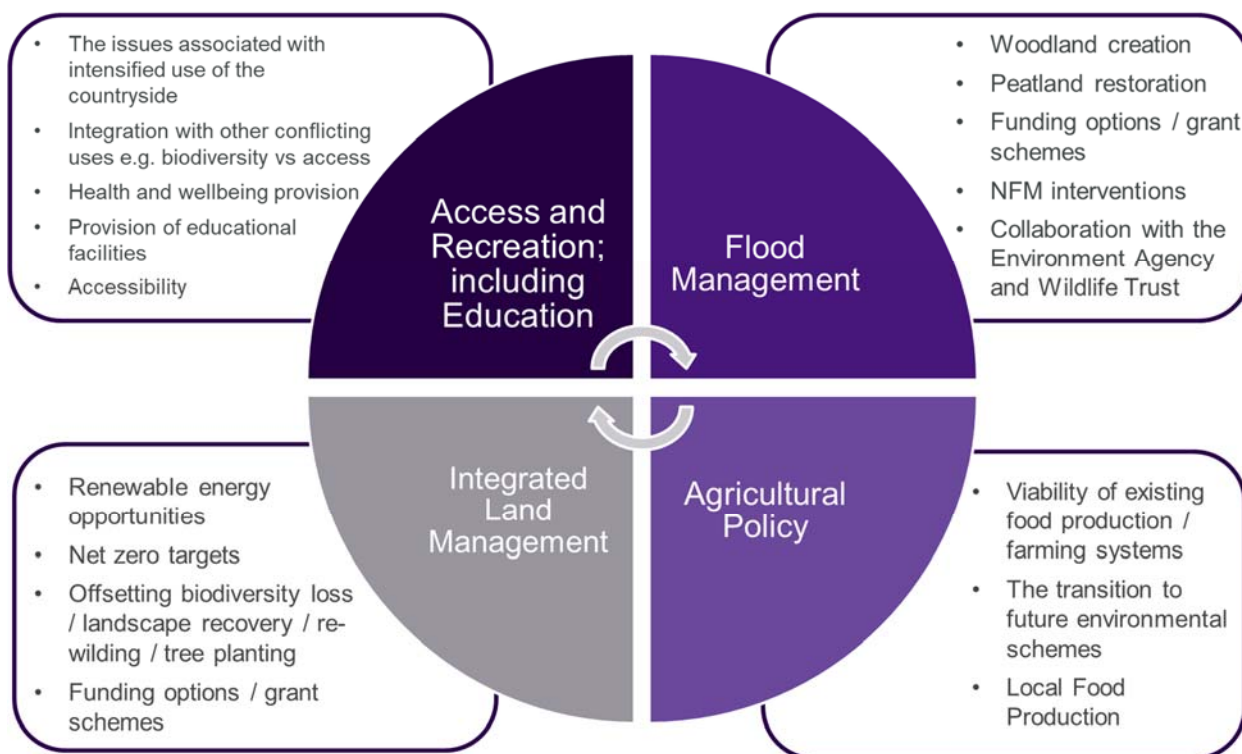 • The issues associated with
intensified use of the
countryside
• Integration with other conflicting
uses e.g. biodiversity vs access
• Health and wellbeing provision
• Provision of educational
facilities
• Accessibility
Access and
Recreation;
including
Education
Flood
Management
• Woodland creation
• Peatland restoration
• Funding options / grant
schemes
• NFM interventions
• Collaboration with the
Environment Agency
and Wildlife Trust
• Renewable energy
opportunities
• Net zero targets
• Offsetting biodiversity loss
/ landscape recovery / re-
wilding / tree planting
• Funding options / grant
schemes
Integrated
Land
Management
Agricultural
Policy
• Viability of existing
food production /
farming systems
• The transition to
future environmental
schemes
• Local Food
Production